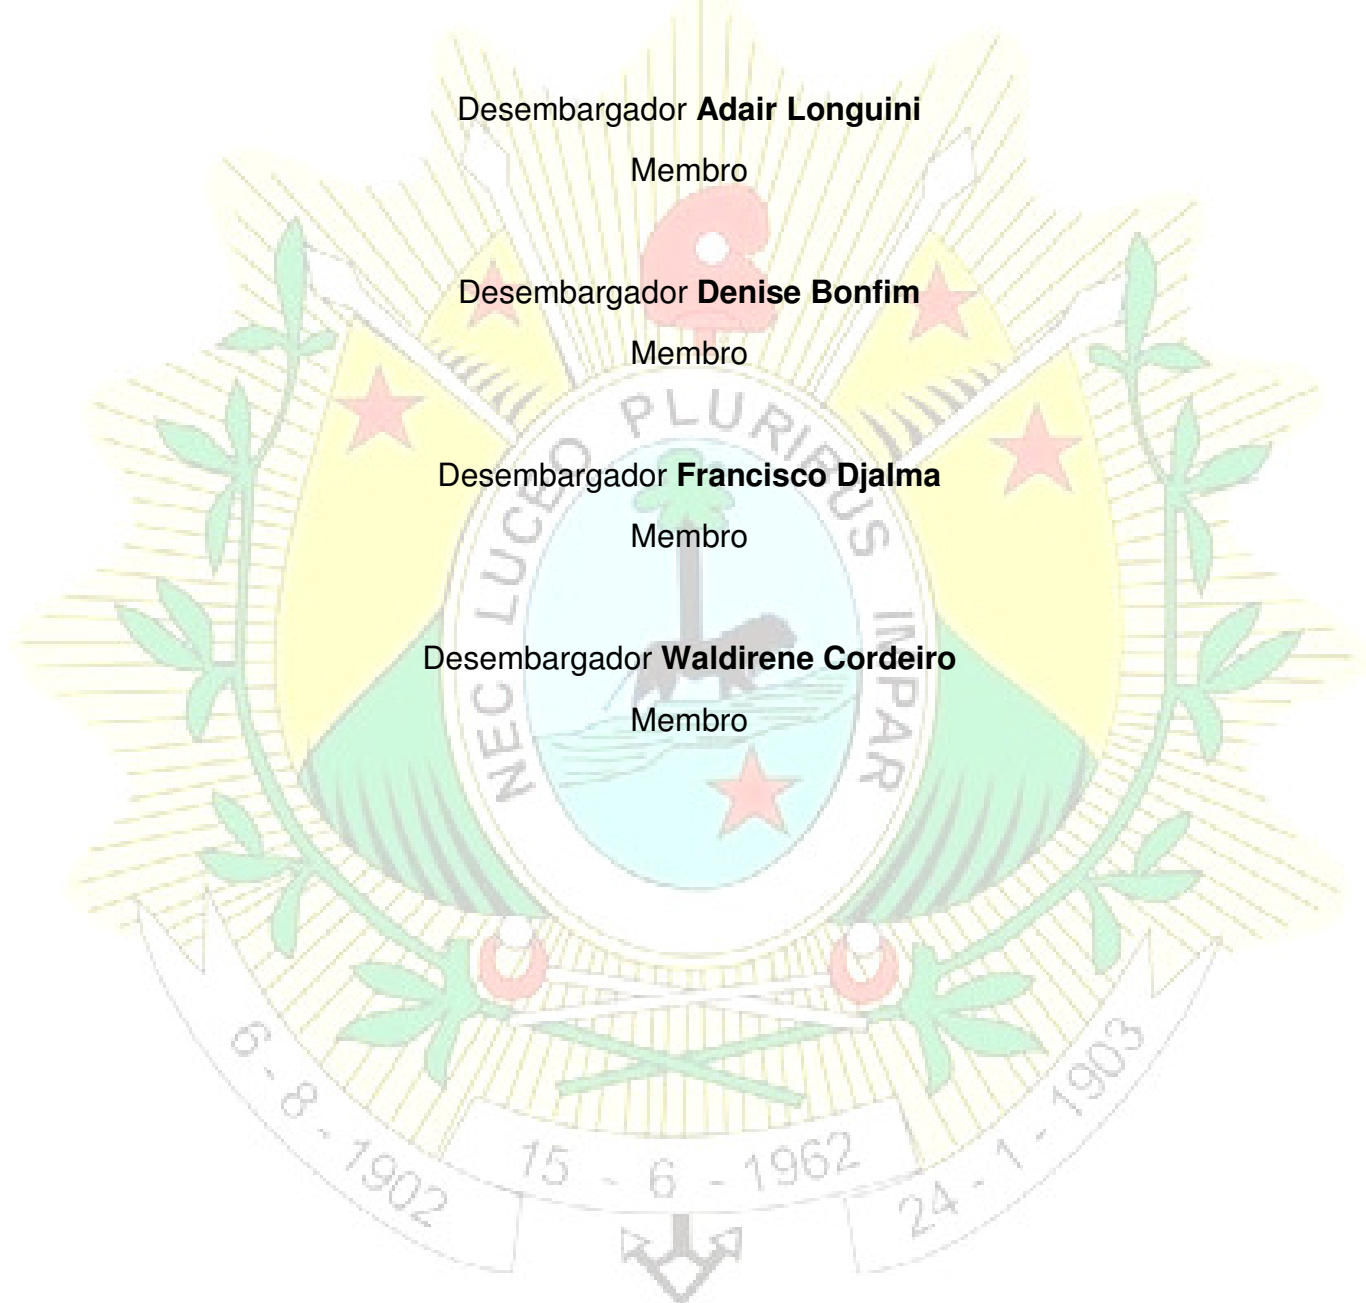 Desembargador Adair Longuini
Membro
Desembargador Denise Bonfim
Membro
Desembargador Francisco Djalma
Membro
Desembargador Waldirene Cordeiro
Membro
NEC LUCEO PLURIBUS IMPAR
6 - 8 - 1902
15 - 6 - 1962
24 - 1 - 1903